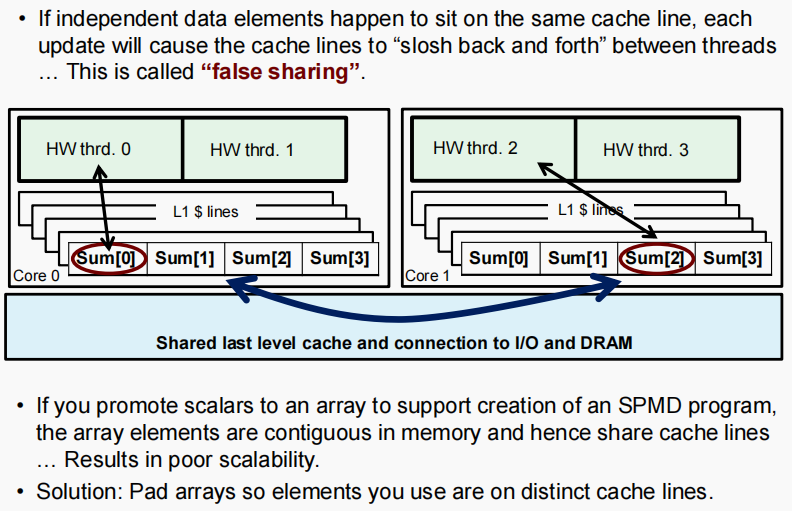 • If independent data elements happen to sit on the same cache line, each
update will cause the cache lines to “slosh back and forth” between threads
… This is called “false sharing”.
HW thrd. 0
HW thrd. 1
HW thrd. 2
HW thrd. 3
L1 $ lines
L1 $ lines
Sum[0] Sum[1] Sum[2] Sum[3]
Sum[0] Sum[1] Sum[2] Sum[3]
Core 0
Core 1
Shared last level cache and connection to I/O and DRAM
• If you promote scalars to an array to support creation of an SPMD program,
the array elements are contiguous in memory and hence share cache lines
… Results in poor scalability.
• Solution: Pad arrays so elements you use are on distinct cache lines.